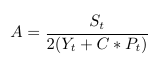 A = \frac{S_t}{2(Y_t + C * P_t)}